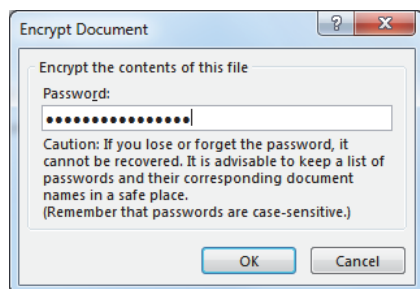 Encrypt Document
Encrypt the contents of this file
Password:
••••••••••••••••
Caution: If you lose or forget the password, it
cannot be recovered. It is advisable to keep a list of
passwords and their corresponding document
names in a safe place.
(Remember that passwords are case-sensitive.)
OK
Cancel